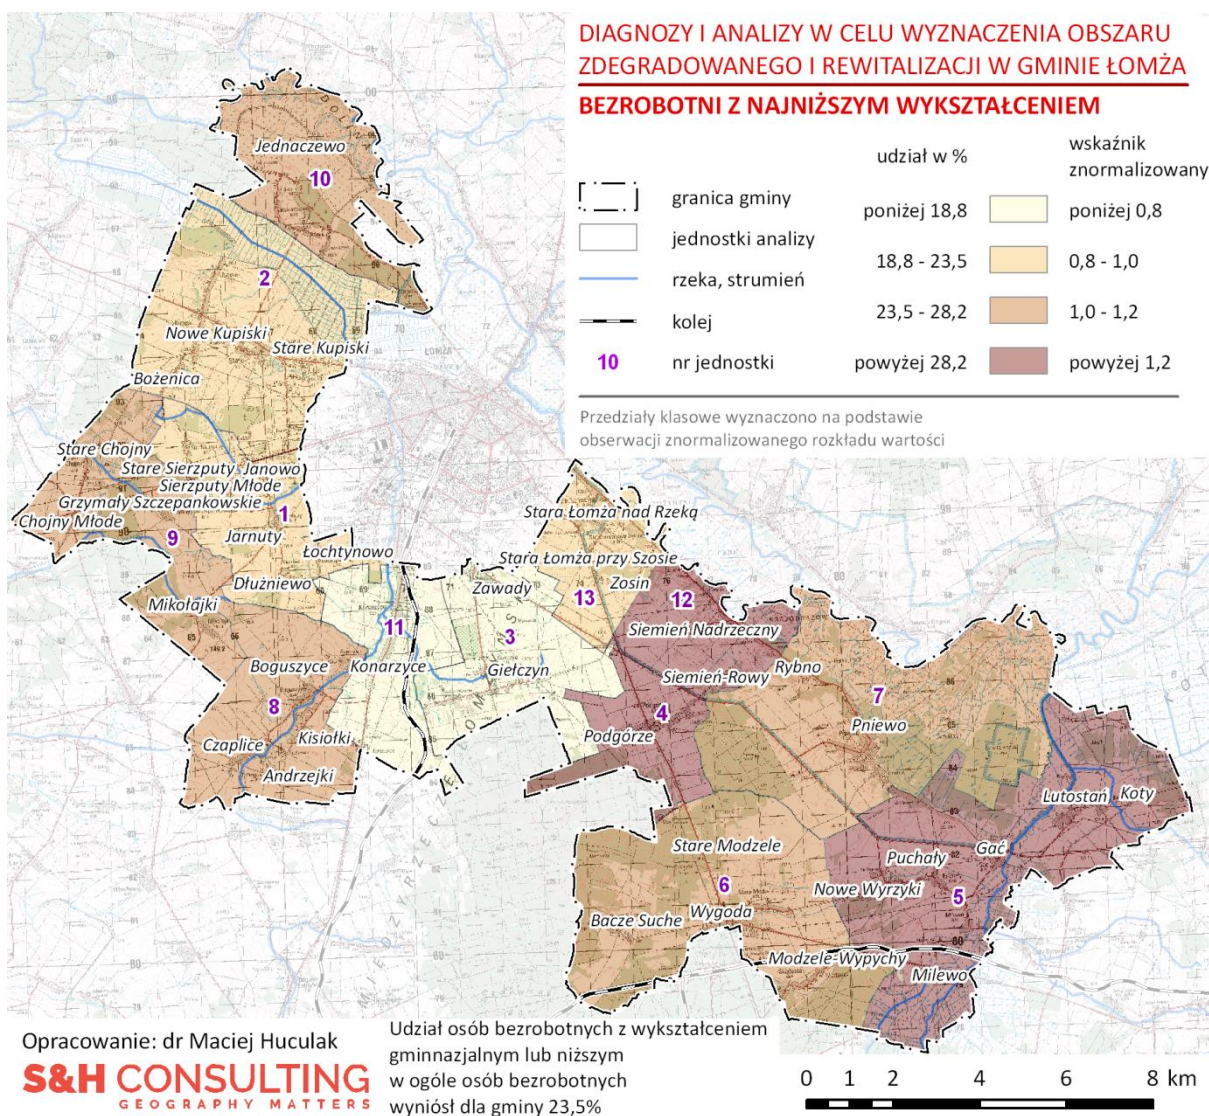 DIAGNOZY I ANALIZY W CELU WYZNACZENIA OBSZARU
ZDEGRADOWANEGO I REWITALIZACJI W GMINIE ŁOMŻA
BEZROBOTNI Z NAJNIŻSZYM WYKSZTAŁCENIEM
udział w %
wskaźnik
znormalizowany
granica gminy
poniżej 18,8
poniżej 0,8
jednostki analizy
18,8 - 23,5
0,8 - 1,0
rzeka, strumień
23,5 - 28,2
1,0 - 1,2
kolej
10
nr jednostki
powyżej 28,2
powyżej 1,2
Przedziały klasowe wyznaczono na podstawie
obserwacji znormalizowanego rozkładu wartości
Jednaczewo
10
2
Nowe Kupiski
Stare Kupiski
ŁOMŻA
Bożenica
Stare Chojny
Stare Sierzputy
Janowo
Sierzputy Młode
Grzymały Szczepankowskie
Chojny Młode
1
9
Jarnuty
Łochtynowo
Dłużniewo
Mikołajki
Stara Łomża nad Rzeką
Stara Łomża przy Szosie
Zosin
Zawady
13
12
11
3
Siemień Nadrzeczny
Boguszyce
Konarzyce
Giełczyn
Siemień-Rowy
Rybno
7
8
4
Pniewo
Czaplice
Kisiołki
Podgórze
Andrzejki
Lutostań
Koty
Stare Modzele
Puchały
Gać
6
Nowe Wyrzyki
5
Bacze Suche
Wygoda
Modzele-Wypychy
Milewo
Opracowanie: dr Maciej Huculak
S&H CONSULTING
GEOGRAPHY MATTERS
Udział osób bezrobotnych z wykształceniem
gminnazjalnym lub niższym
w ogóle osób bezrobotnych
wyniósł dla gminy 23,5%
0 1 2 4 6 8 km